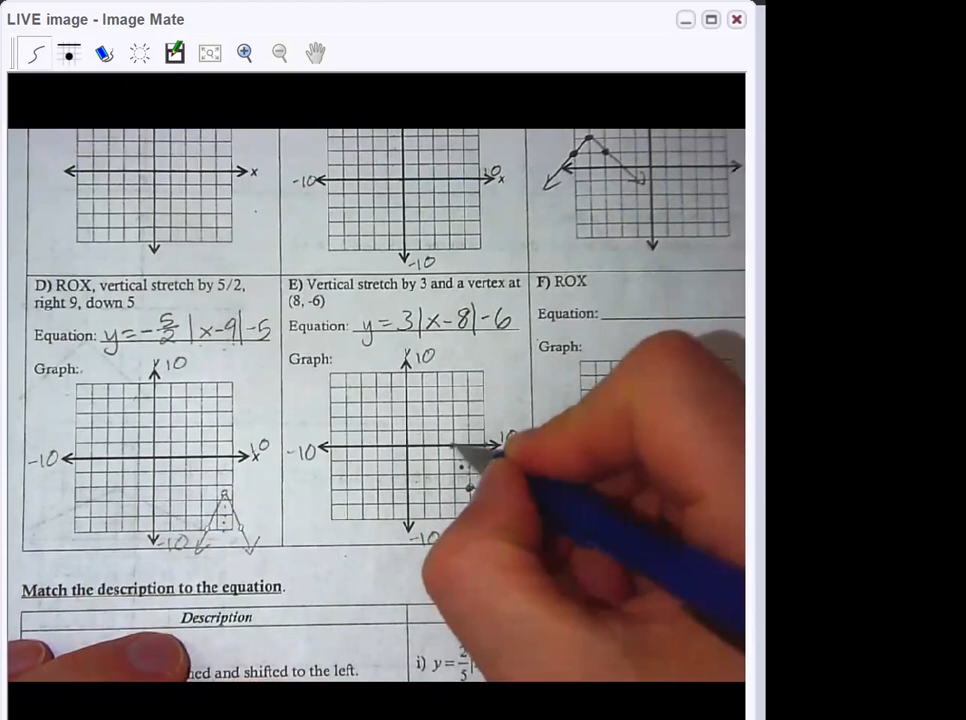 LIVE image - Image Mate
x
-10
10
x
-10
D) ROX, vertical stretch by 5/2,
right 9, down 5
Equation: y = -5/2 |x-9|-5
Graph:
y 10
-10
10
x
-10
E) Vertical stretch by 3 and a vertex at
(8, -6)
Equation: y = 3|x-8|-6
Graph:
y 10
-10
10
-10
F) ROX
Equation:
Graph:
Match the description to the equation.
Description
and shifted to the left.
i) y=2/5|